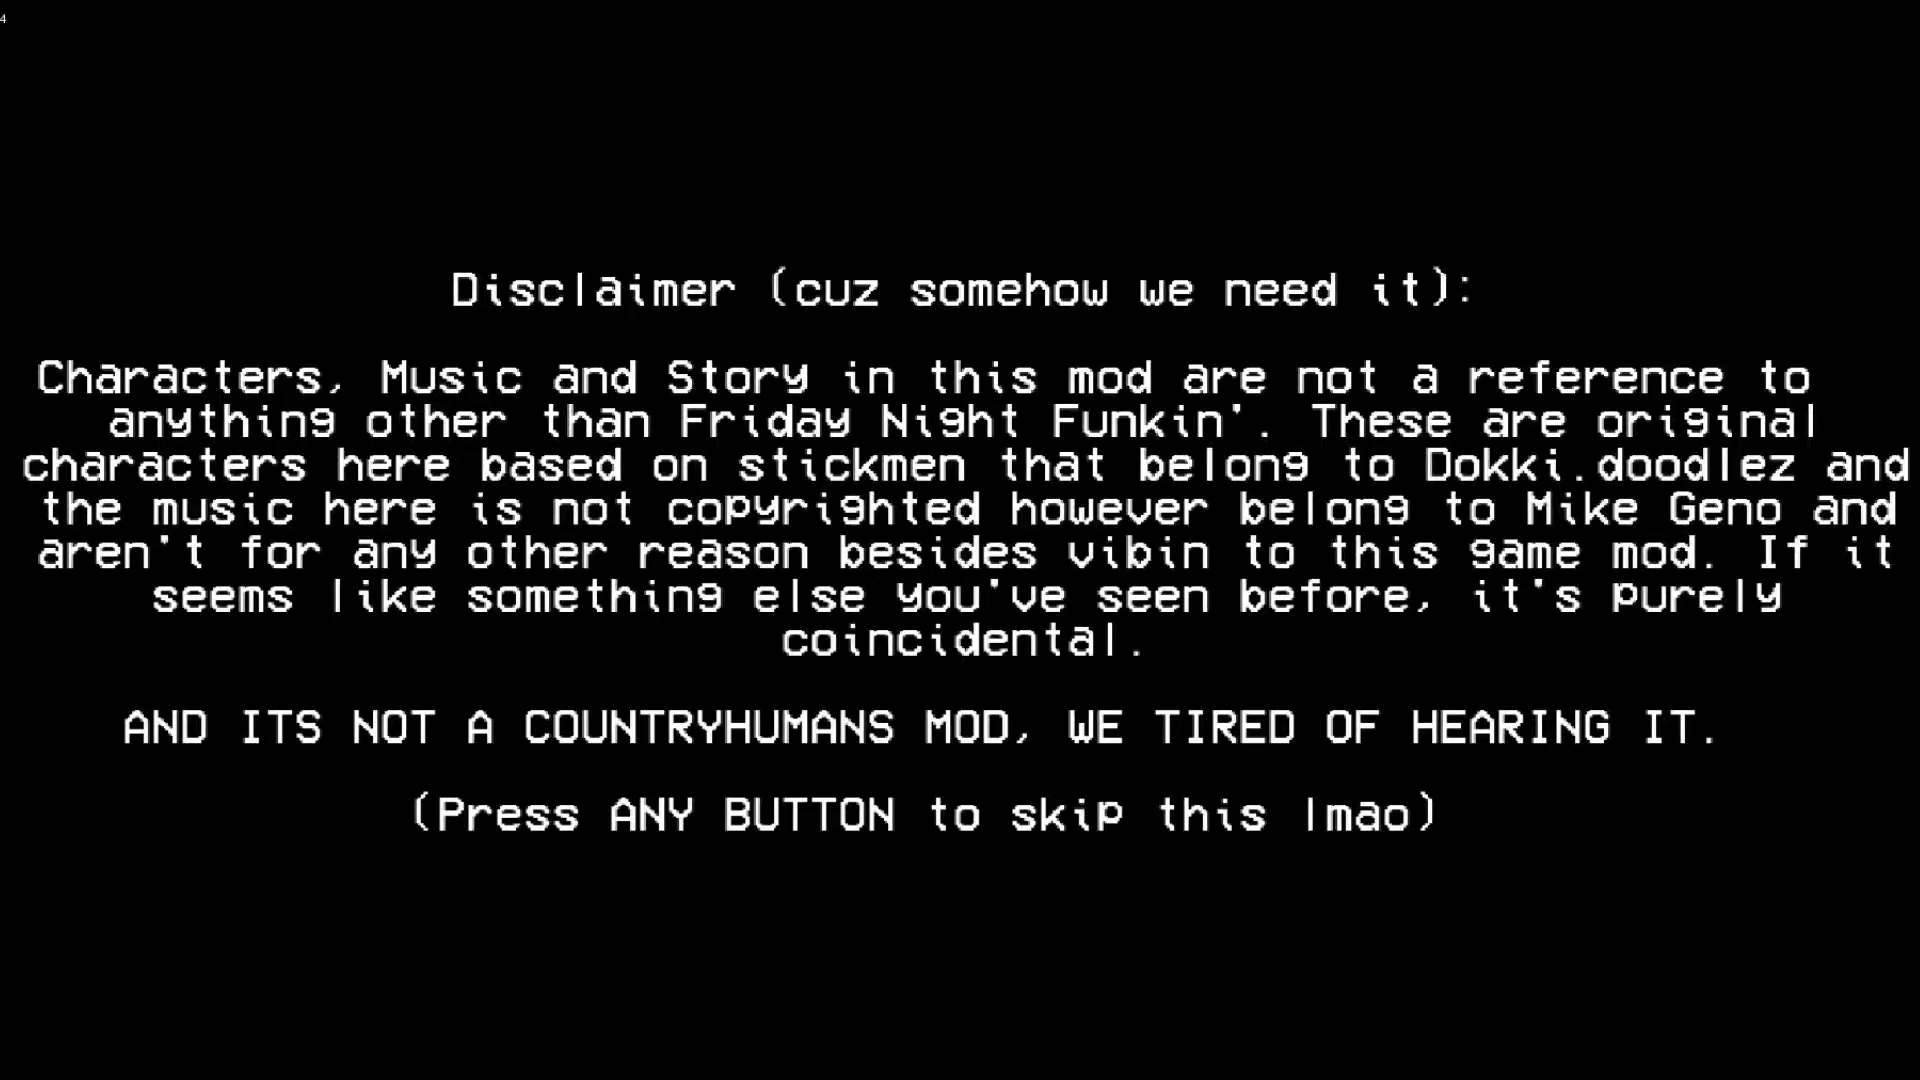 4
Disclaimer (cuz somehow we need it):
Characters, Music and Story in this mod are not a reference to
anything other than Friday Night Funkin'. These are original
characters here based on stickmen that belong to Dokki.doodlez and
the music here is not copyrighted however belong to Mike Geno and
aren't for any other reason besides vibin to this game mod. If it
seems like something else you've seen before, it's purely
coincidental.
AND ITS NOT A COUNTRYHUMANS MOD, WE TIRED OF HEARING IT.
(Press ANY BUTTON to skip this lmao)